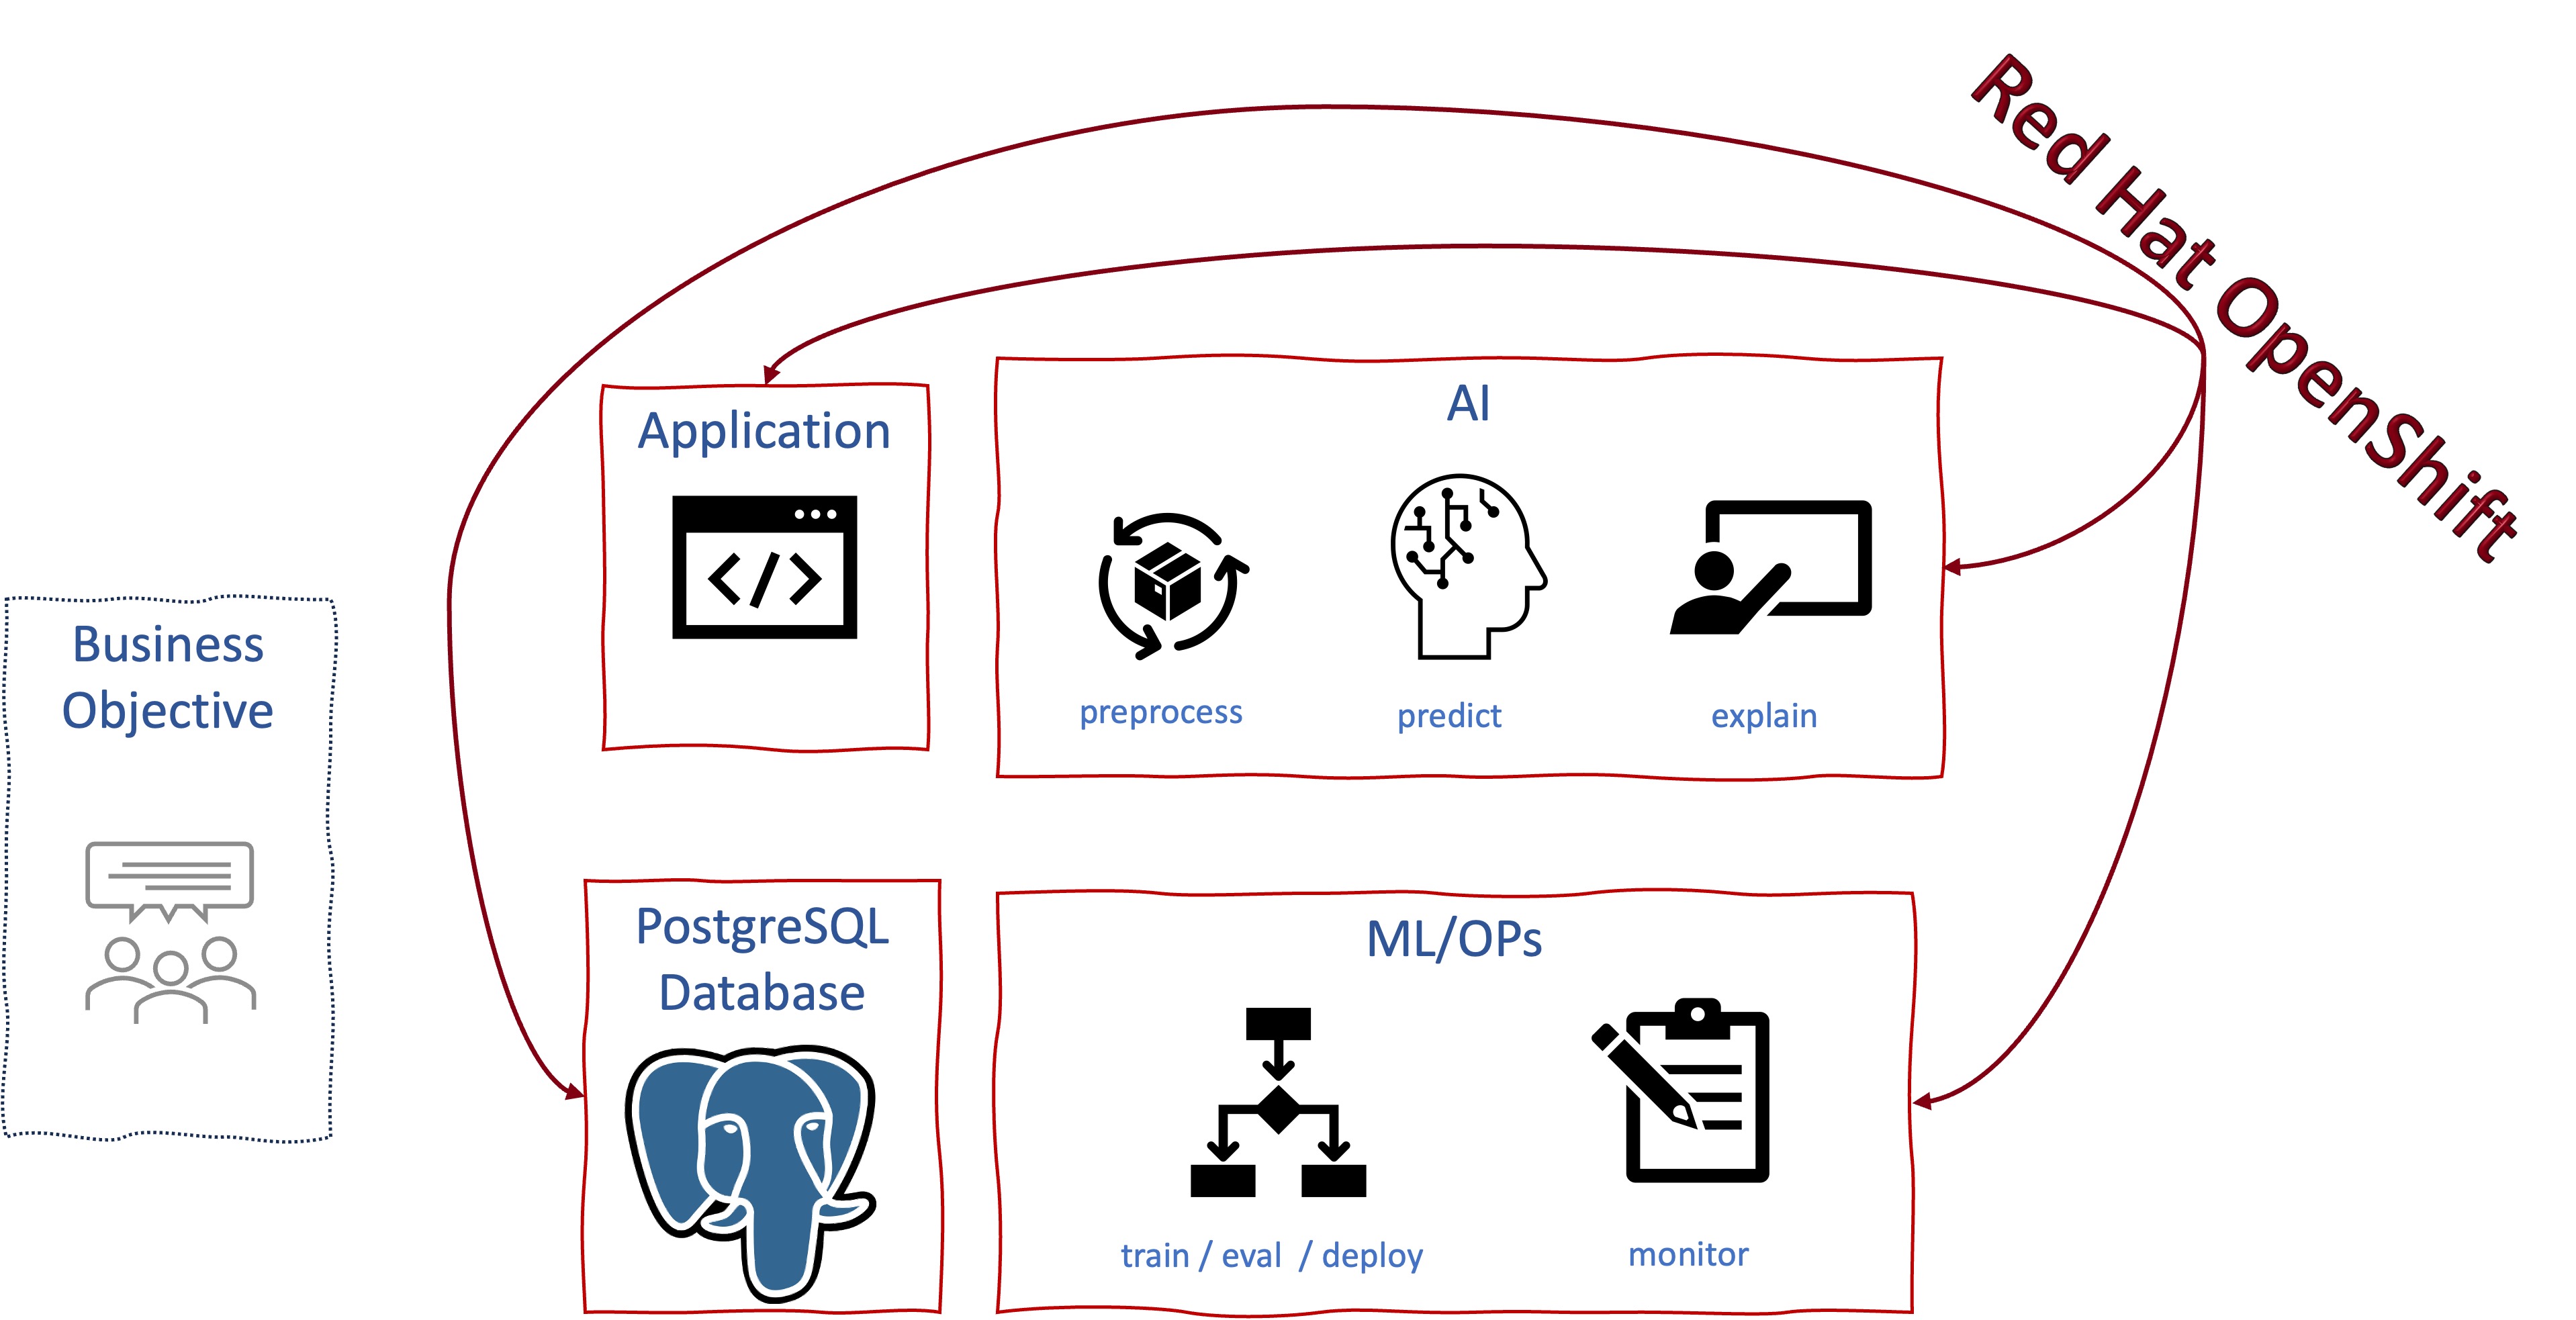 Red Hat OpenShift
Application
AI
preprocess
predict
explain
Business
Objective
PostgreSQL
Database
ML/OPs
train / eval  / deploy
monitor